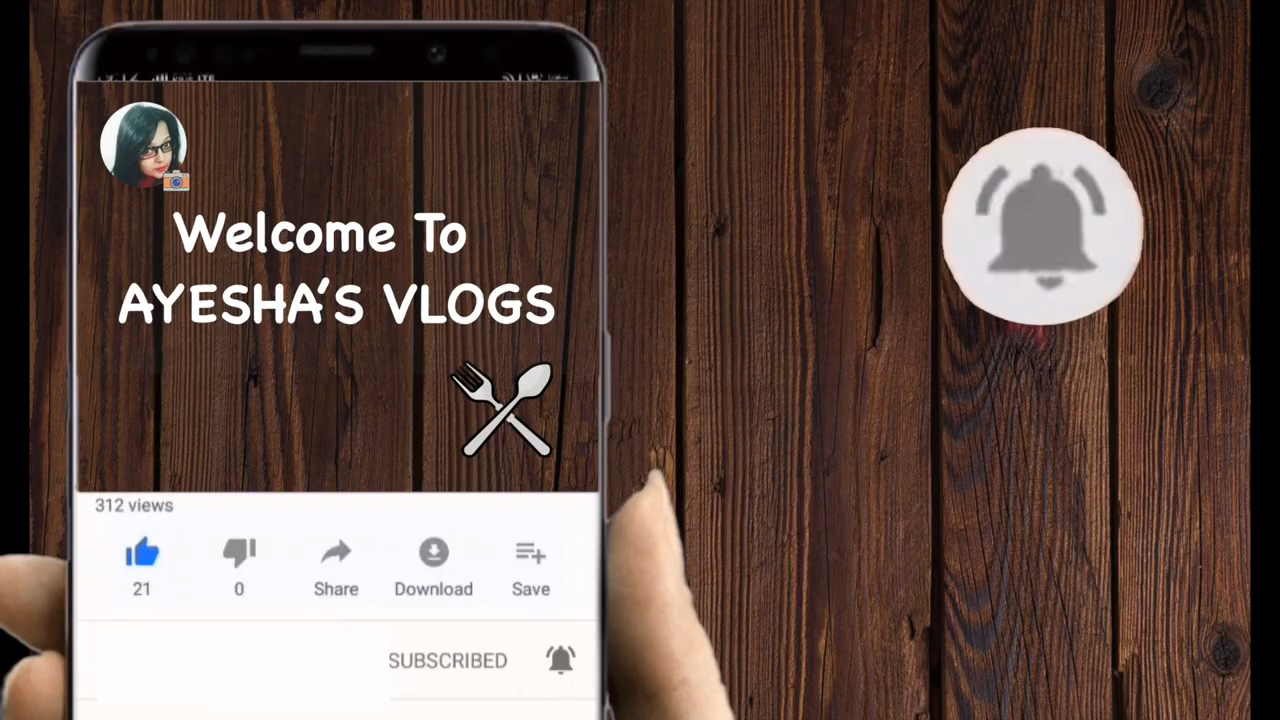 Welcome To
AYESHA'S VLOGS
312 views
21
0
Share
Download
Save
SUBSCRIBED